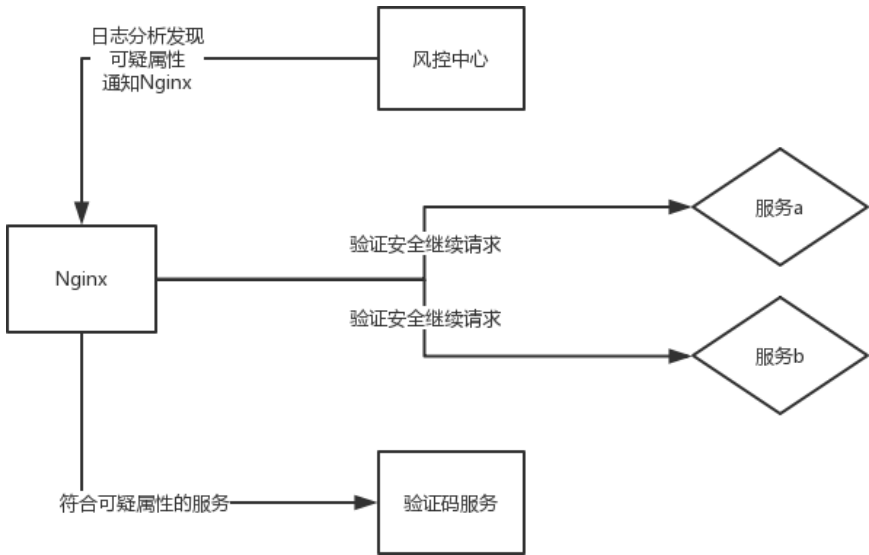 日志分析发现
可疑属性
通知Nginx
风控中心
服务a
验证安全继续请求
Nginx
验证安全继续请求
服务b
符合可疑属性的服务
验证码服务